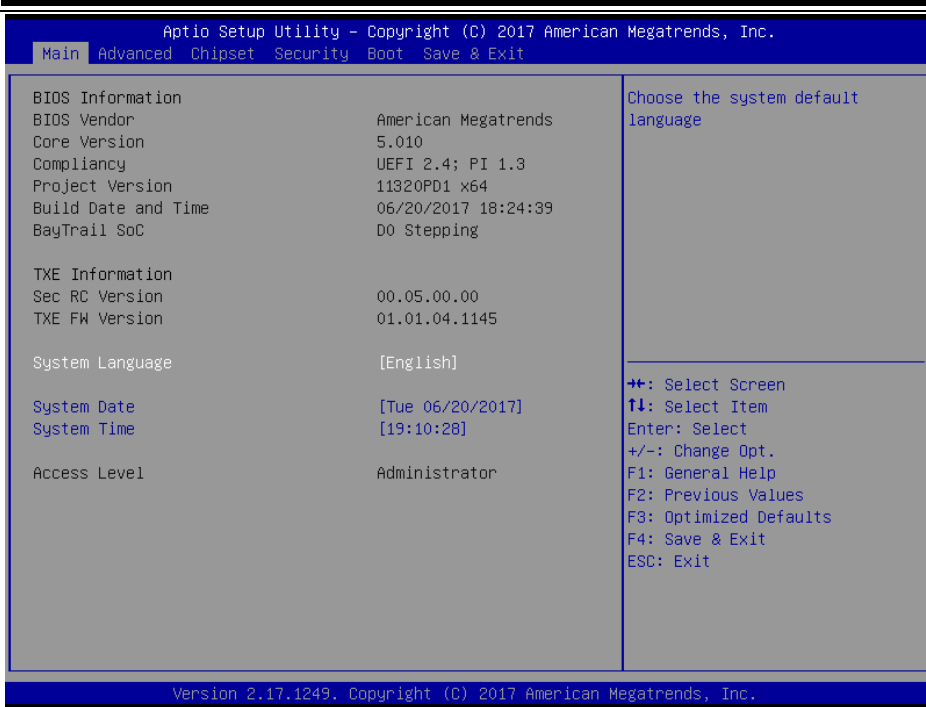 Aptio Setup Utility – Copyright (C) 2017 American Megatrends, Inc.
Main Advanced Chipset Security Boot Save & Exit
BIOS Information
BIOS Vendor American Megatrends
Core Version 5.010
Compliancy UEFI 2.4; PI 1.3
Project Version 11320PD1 x64
Build Date and Time 06/20/2017 18:24:39
BayTrail SoC D0 Stepping
TXE Information
Sec RC Version 00.05.00.00
TXE FW Version 01.01.04.1145
System Language [English]
System Date [Tue 06/20/2017]
System Time [19:10:28]
Access Level Administrator
Choose the system default
language
→←: Select Screen
↑↓: Select Item
Enter: Select
+/-: Change Opt.
F1: General Help
F2: Previous Values
F3: Optimized Defaults
F4: Save & Exit
ESC: Exit
Version 2.17.1249. Copyright (C) 2017 American Megatrends, Inc.